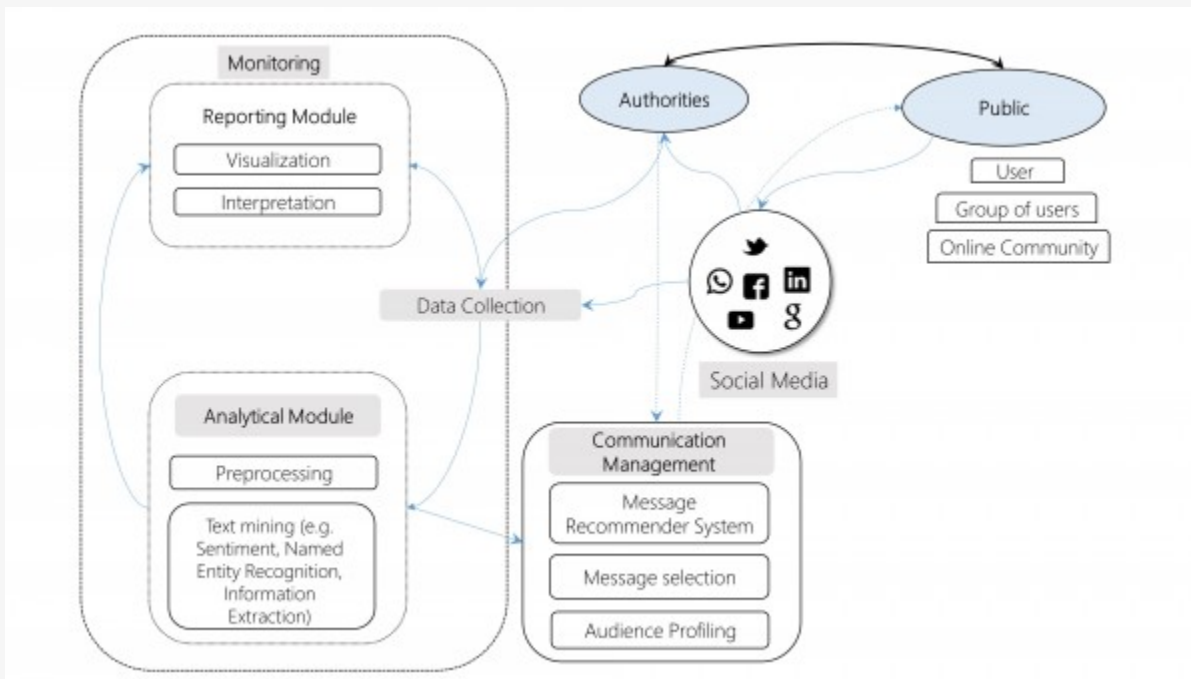 Monitoring
Reporting Module
Visualization
Interpretation
Authorities
Public
User
Group of users
Online Community
Data Collection
Social Media
Analytical Module
Preprocessing
Text mining (e.g.
Sentiment, Named
Entity Recognition,
Information
Extraction)
Communication
Management
Message
Recommender System
Message selection
Audience Profiling